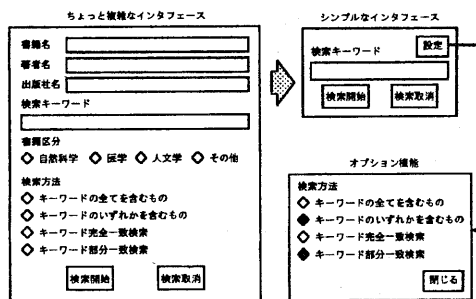 ちょっと複雑なインタフェース
書籍名
著者名
出版社名
検索キーワード
書籍区分
自然科学 医学 人文学 その他
検索方法
キーワードの全てを含むもの
キーワードのいずれかを含むもの
キーワード完全一致検索
キーワード部分一致検索
検索開始 検索取消
シンプルなインタフェース
設定
検索キーワード
検索開始 検索取消
オプション機能
検索方法
キーワードの全てを含むもの
キーワードのいずれかを含むもの
キーワード完全一致検索
キーワード部分一致検索
閉じる